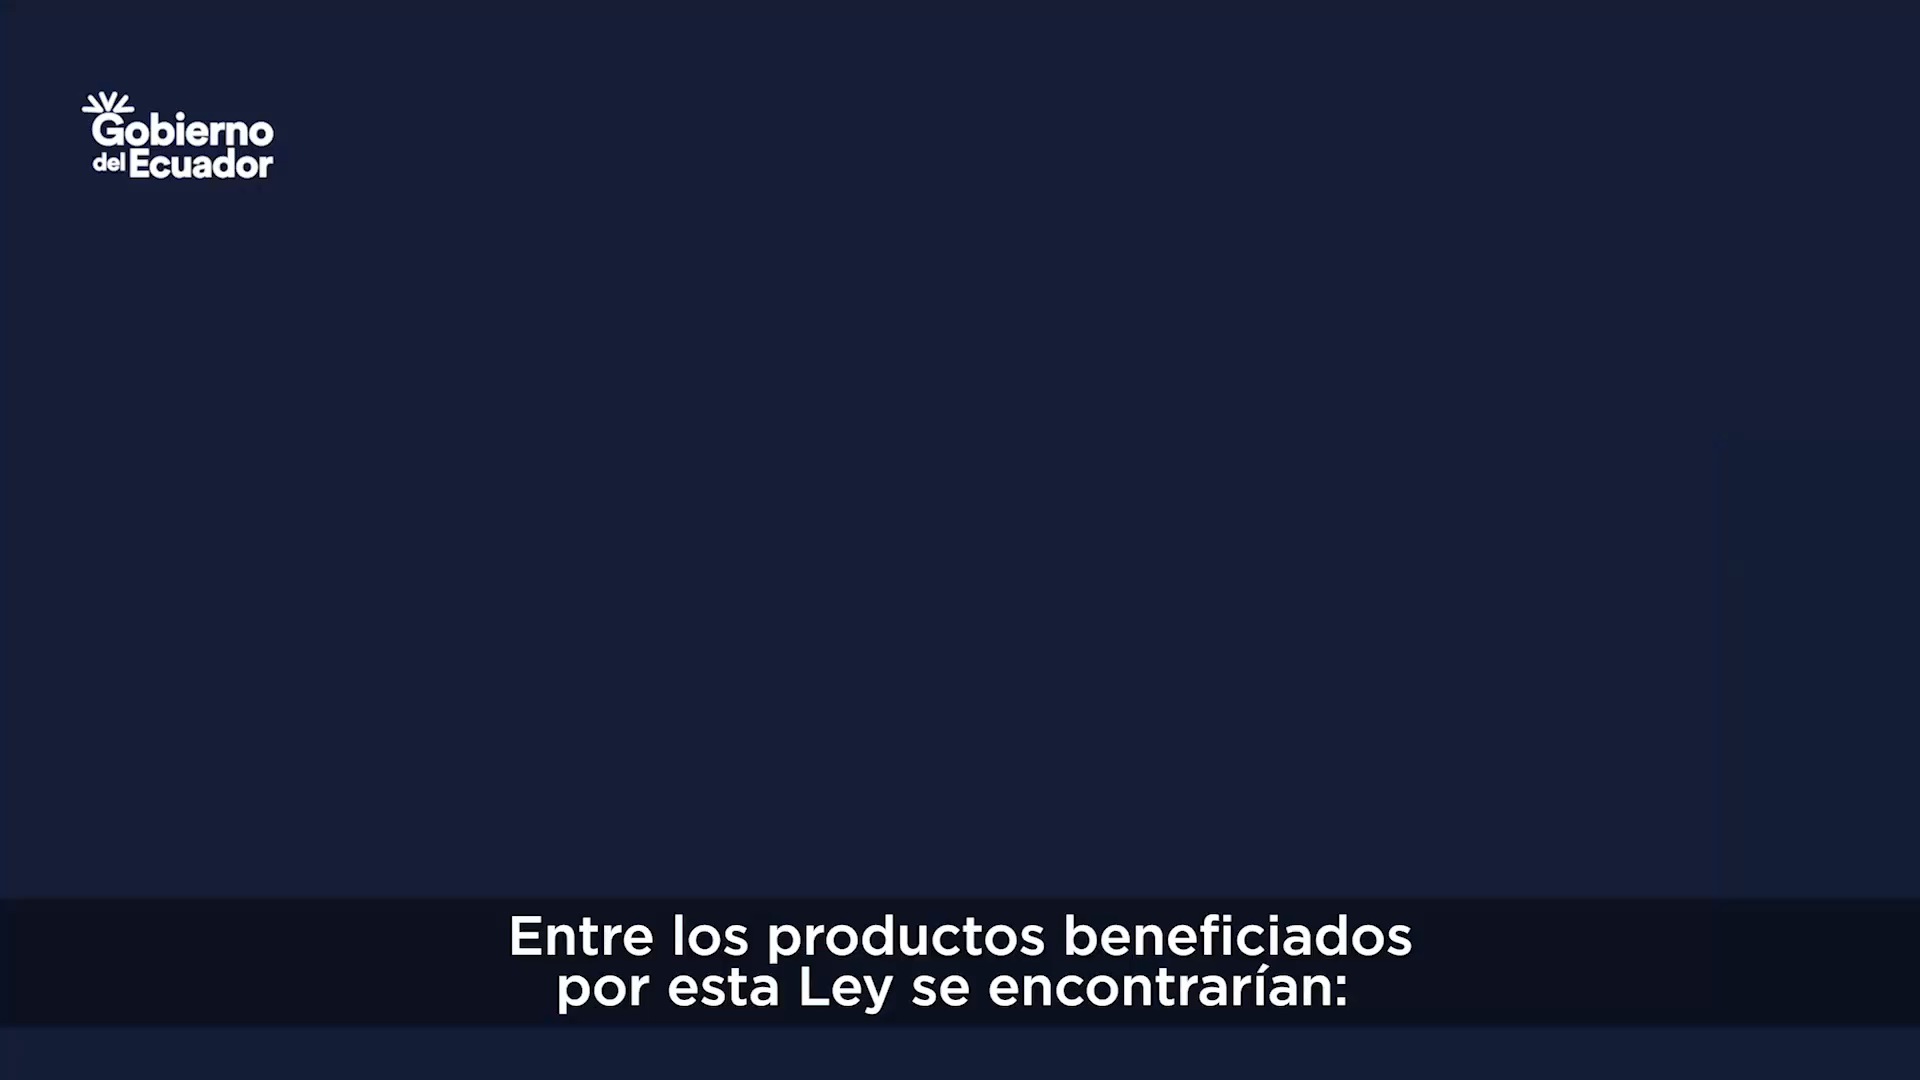 Gobierno
del Ecuador
Entre los productos beneficiados
por esta Ley se encontrarían: